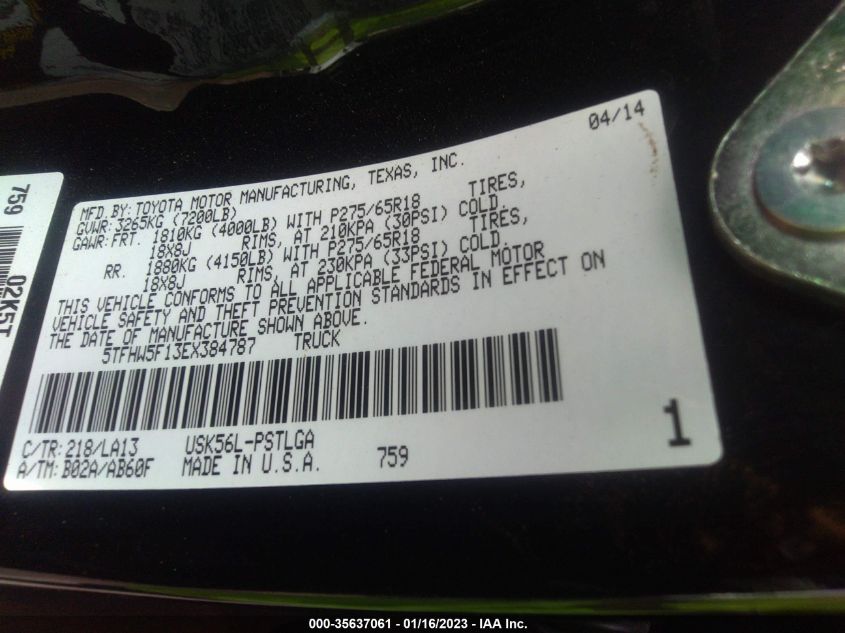 04/14
MFD.BY:TOYOTA MOTOR MANUFACTURING, TEXAS, INC.
GVWR: 3265KG (7200LB)
GAWR:FRT. 1810KG (4000LB) WITH P275/65R18 TIRES,
18X8J RIMS, AT 210KPA (30PSI) COLD.
RR. 1880KG (4150LB) WITH P275/65R18 TIRES,
18X8J RIMS, AT 230KPA (33PSI) COLD.
THIS VEHICLE CONFORMS TO ALL APPLICABLE FEDERAL MOTOR
VEHICLE SAFETY AND THEFT PREVENTION STANDARDS IN EFFECT ON
THE DATE OF MANUFACTURE SHOWN ABOVE.
5TFHW5F13EX384787 TRUCK
C/TR:218/LA13 USK56L-PSTLGA
A/TM:B02A/AB60F MADE IN U.S.A. 759
1
759
02K5T
000-35637061 - 01/16/2023 - IAA Inc.